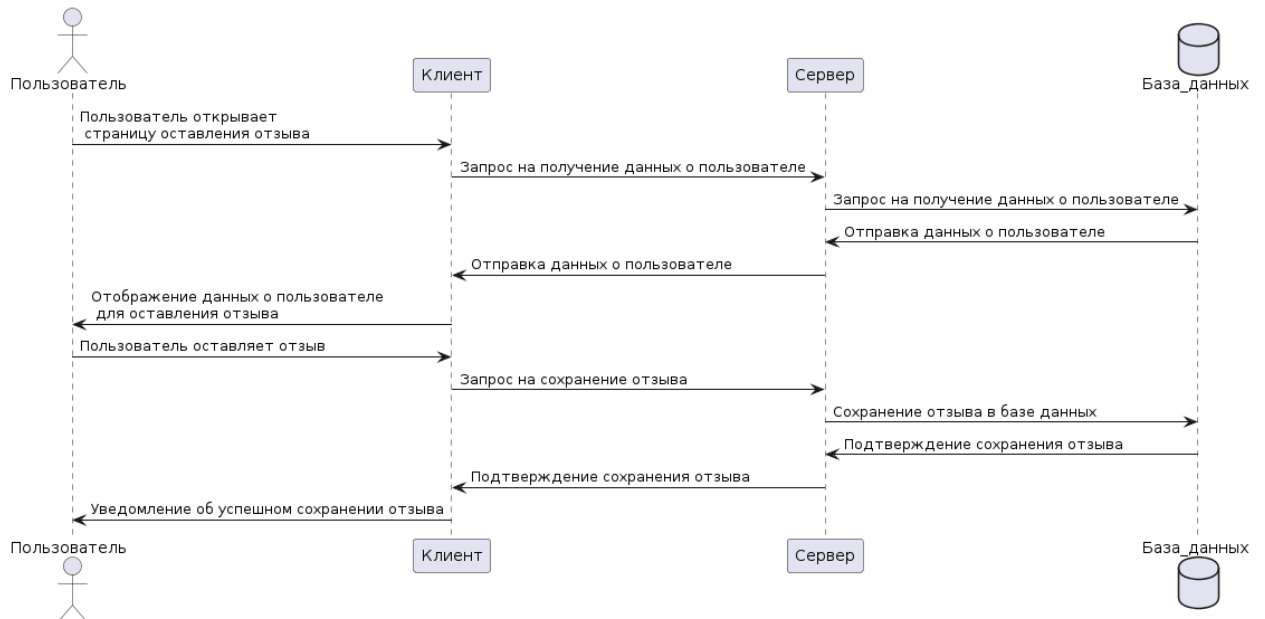 Пользователь
Клиент
Сервер
База_данных
Пользователь открывает
страницу оставления отзыва
Запрос на получение данных о пользователе
Запрос на получение данных о пользователе
Отправка данных о пользователе
Отправка данных о пользователе
Отображение данных о пользователе
для оставления отзыва
Пользователь оставляет отзыв
Запрос на сохранение отзыва
Сохранение отзыва в базе данных
Подтверждение сохранения отзыва
Подтверждение сохранения отзыва
Уведомление об успешном сохранении отзыва
Пользователь
Клиент
Сервер
База_данных